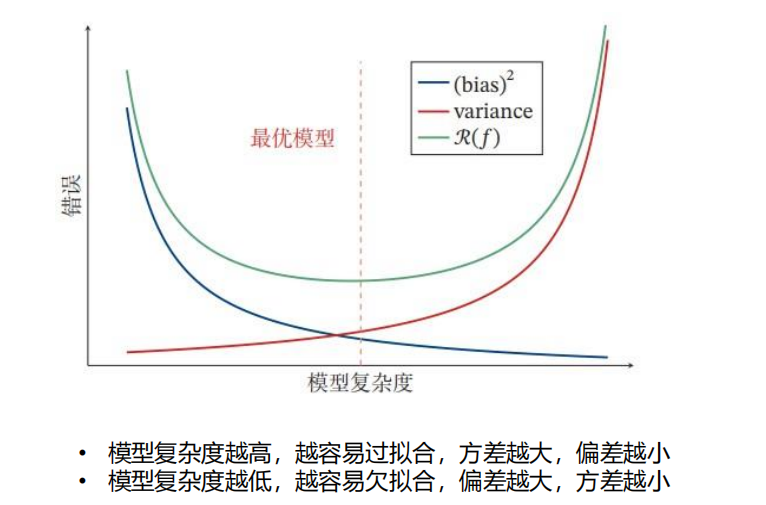 (bias)²
variance
ℛ(f)
最优模型
错误
模型复杂度
• 模型复杂度越高，越容易过拟合，方差越大，偏差越小
• 模型复杂度越低，越容易欠拟合，偏差越大，方差越小